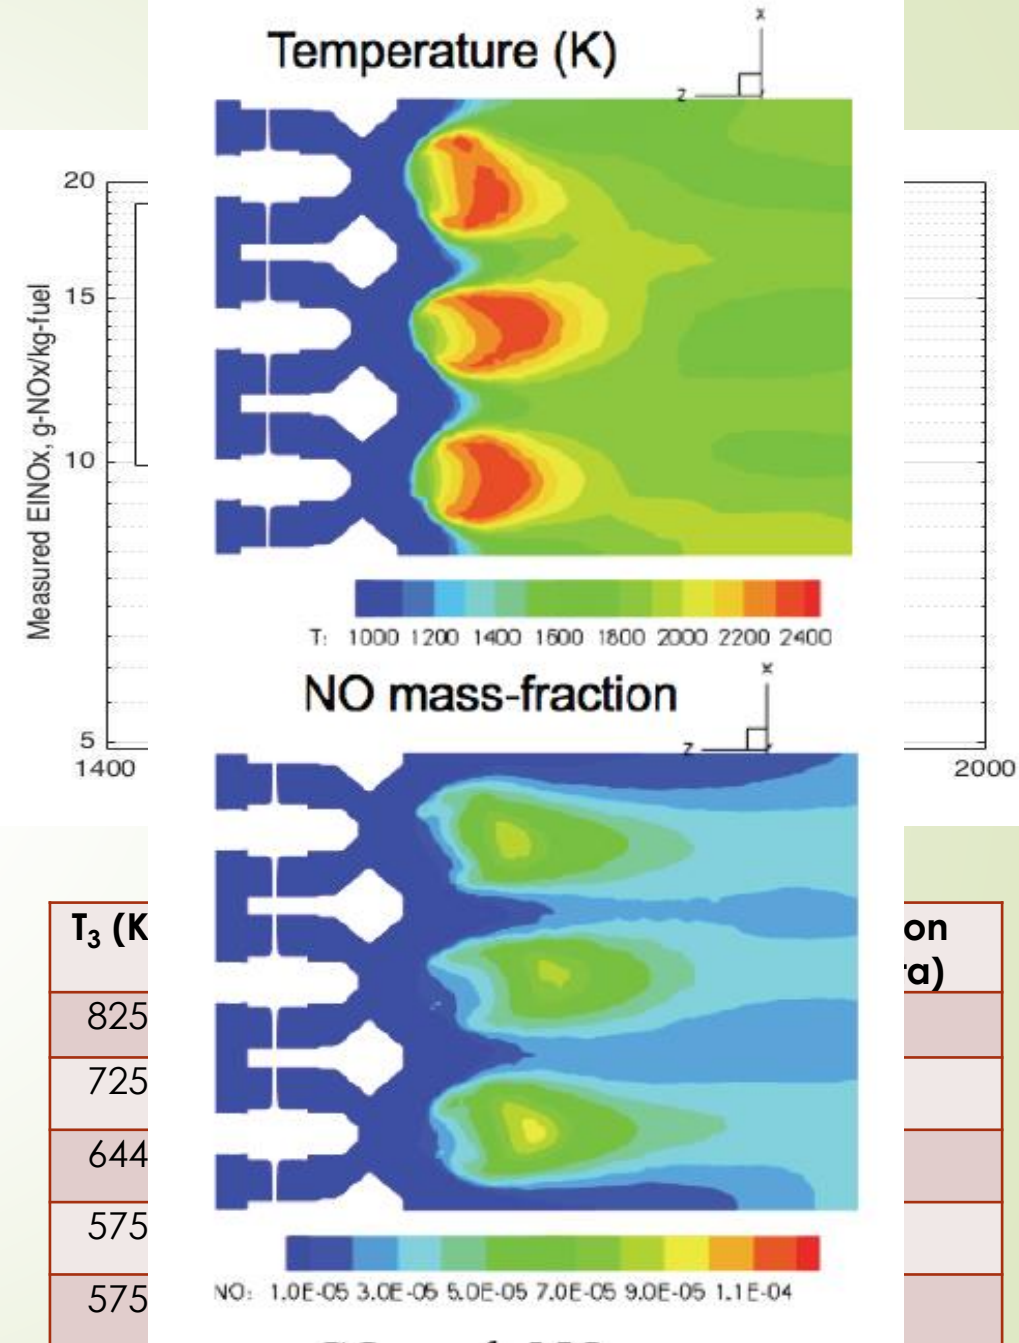 Temperature (K)
x
z
20
15
10
5
Measured EINOx, g-NOx/kg-fuel
1400
2000
T: 1000 1200 1400 1600 1800 2000 2200 2400
NO mass-fraction
x
z
T₃ (K
on
ra)
825
725
644
575
575
NO: 1.0E-05 3.0E-05 5.0E-05 7.0E-05 9.0E-05 1.1E-04